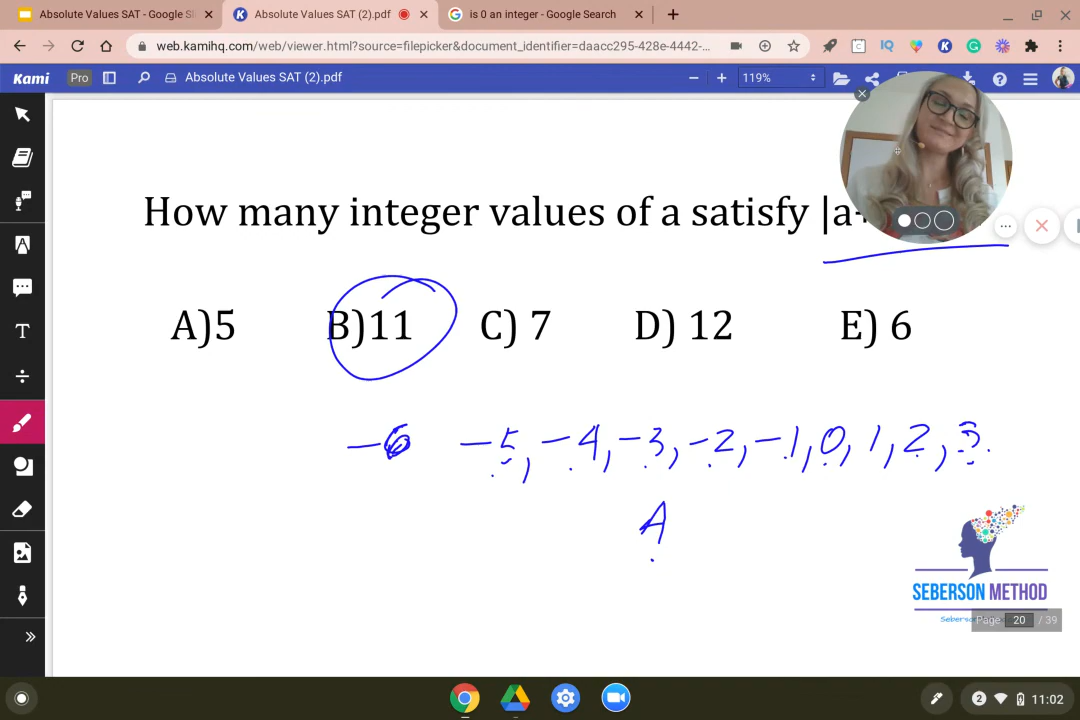 Absolute Values SAT - Google Sl
Absolute Values SAT (2).pdf
is 0 an integer - Google Search
web.kamihq.com/web/viewer.html?source=filepicker&document_identifier=daacc295-428e-4442-...
IQ
Kami Pro Absolute Values SAT (2).pdf
119%
How many integer values of a satisfy |a+
A)5 B)11 C) 7 D) 12 E) 6
-6 -5, -4, -3, -2, -1, 0, 1, 2, 3
A
SEBERSON METHOD
Page 20 / 39
2 11:02